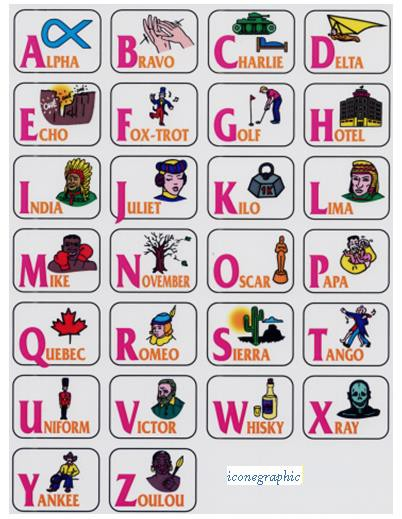 ALPHA BRAVO CHARLIE DELTA
ECHO FOX-TROT GOLF HOTEL
INDIA JULIET KILO LIMA
MIKE NOVEMBER OSCAR PAPA
QUEBEC ROMEO SIERRA TANGO
UNIFORM VICTOR WHISKY XRAY
YANKEE ZOULOU
iconegraphic